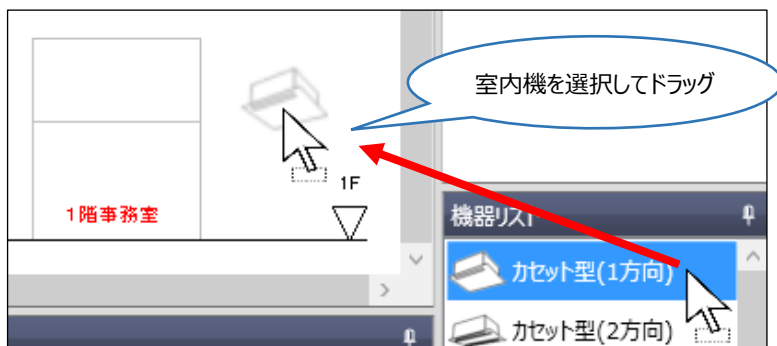 室内機を選択してドラッグ
1F
1階事務室
機器リスト
カセット型(1方向)
カセット型(2方向)